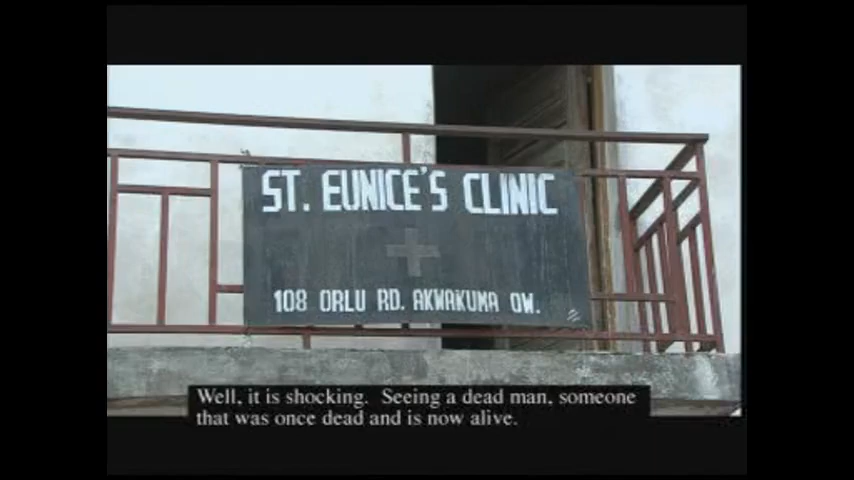 ST. EUNICE'S CLINIC
108 ORLU RD. AKWAKUMA OW.
Well, it is shocking. Seeing a dead man, someone
that was once dead and is now alive.